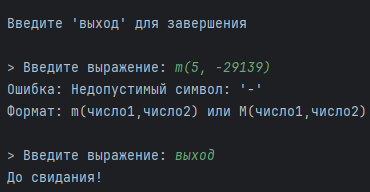 Введите 'выход' для завершения
> Введите выражение: m(5, -29139)
Ошибка: Недопустимый символ: '-'
Формат: m(число1,число2) или M(число1,число2)
> Введите выражение: выход
До свидания!